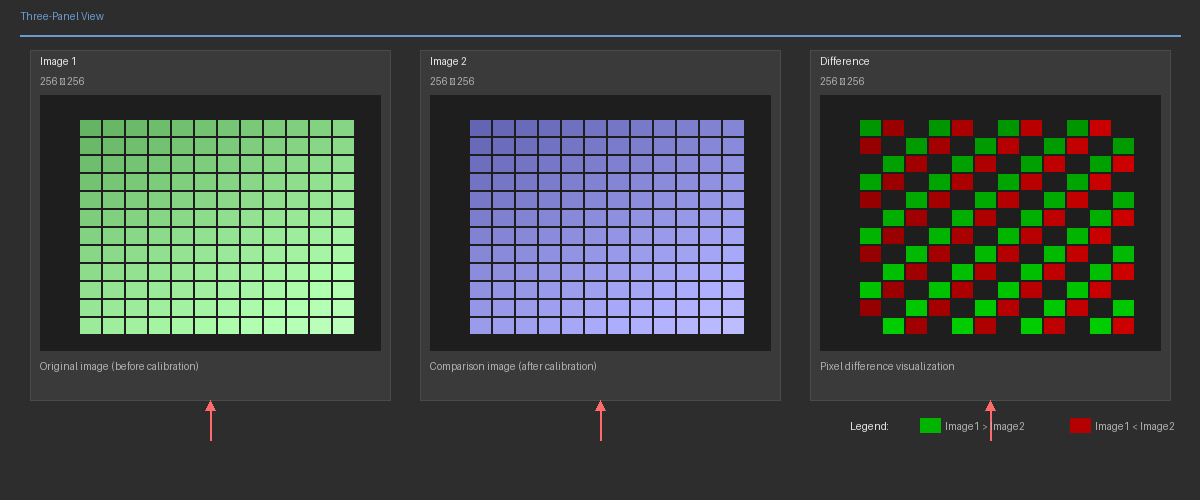 Three-Panel View
Image 1
256 ▯ 256
Original image (before calibration)
Image 2
256 ▯ 256
Comparison image (after calibration)
Difference
256 ▯ 256
Pixel difference visualization
Legend:
Image1 > Image2
Image1 < Image2